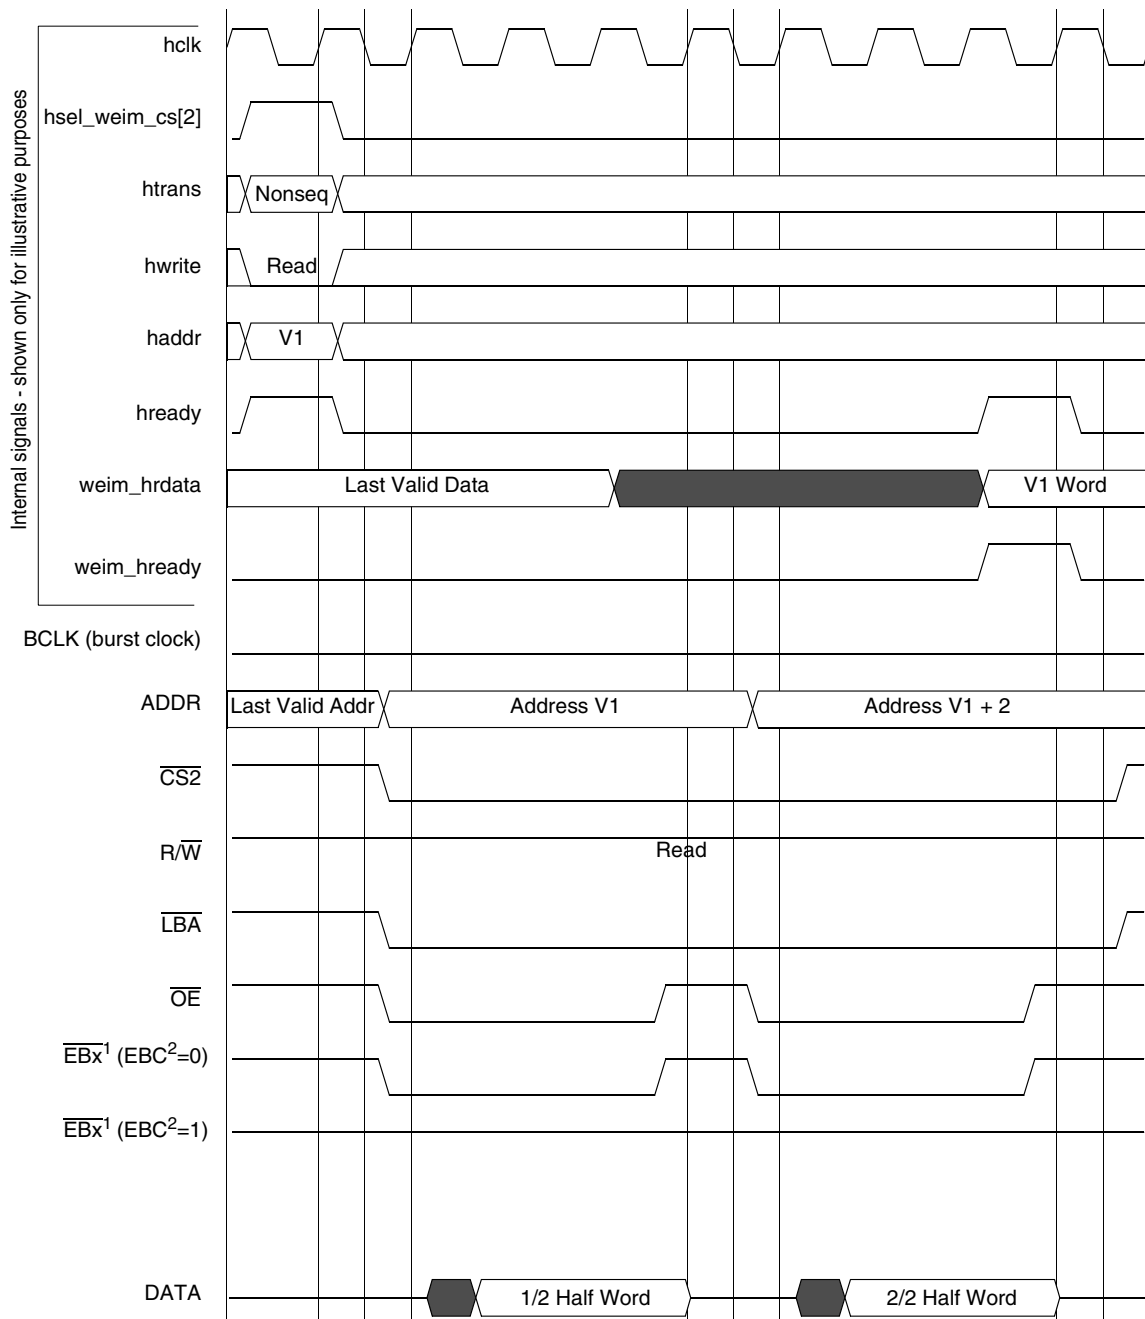 Internal signals - shown only for illustrative purposes
hclk
hsel_weim_cs[2]
htrans Nonseq
hwrite Read
haddr V1
hready
weim_hrdata Last Valid Data V1 Word
weim_hready
BCLK (burst clock)
ADDR Last Valid Addr Address V1 Address V1 + 2
CS2
R/W Read
LBA
OE
EBx¹ (EBC²=0)
EBx¹ (EBC²=1)
DATA 1/2 Half Word 2/2 Half Word